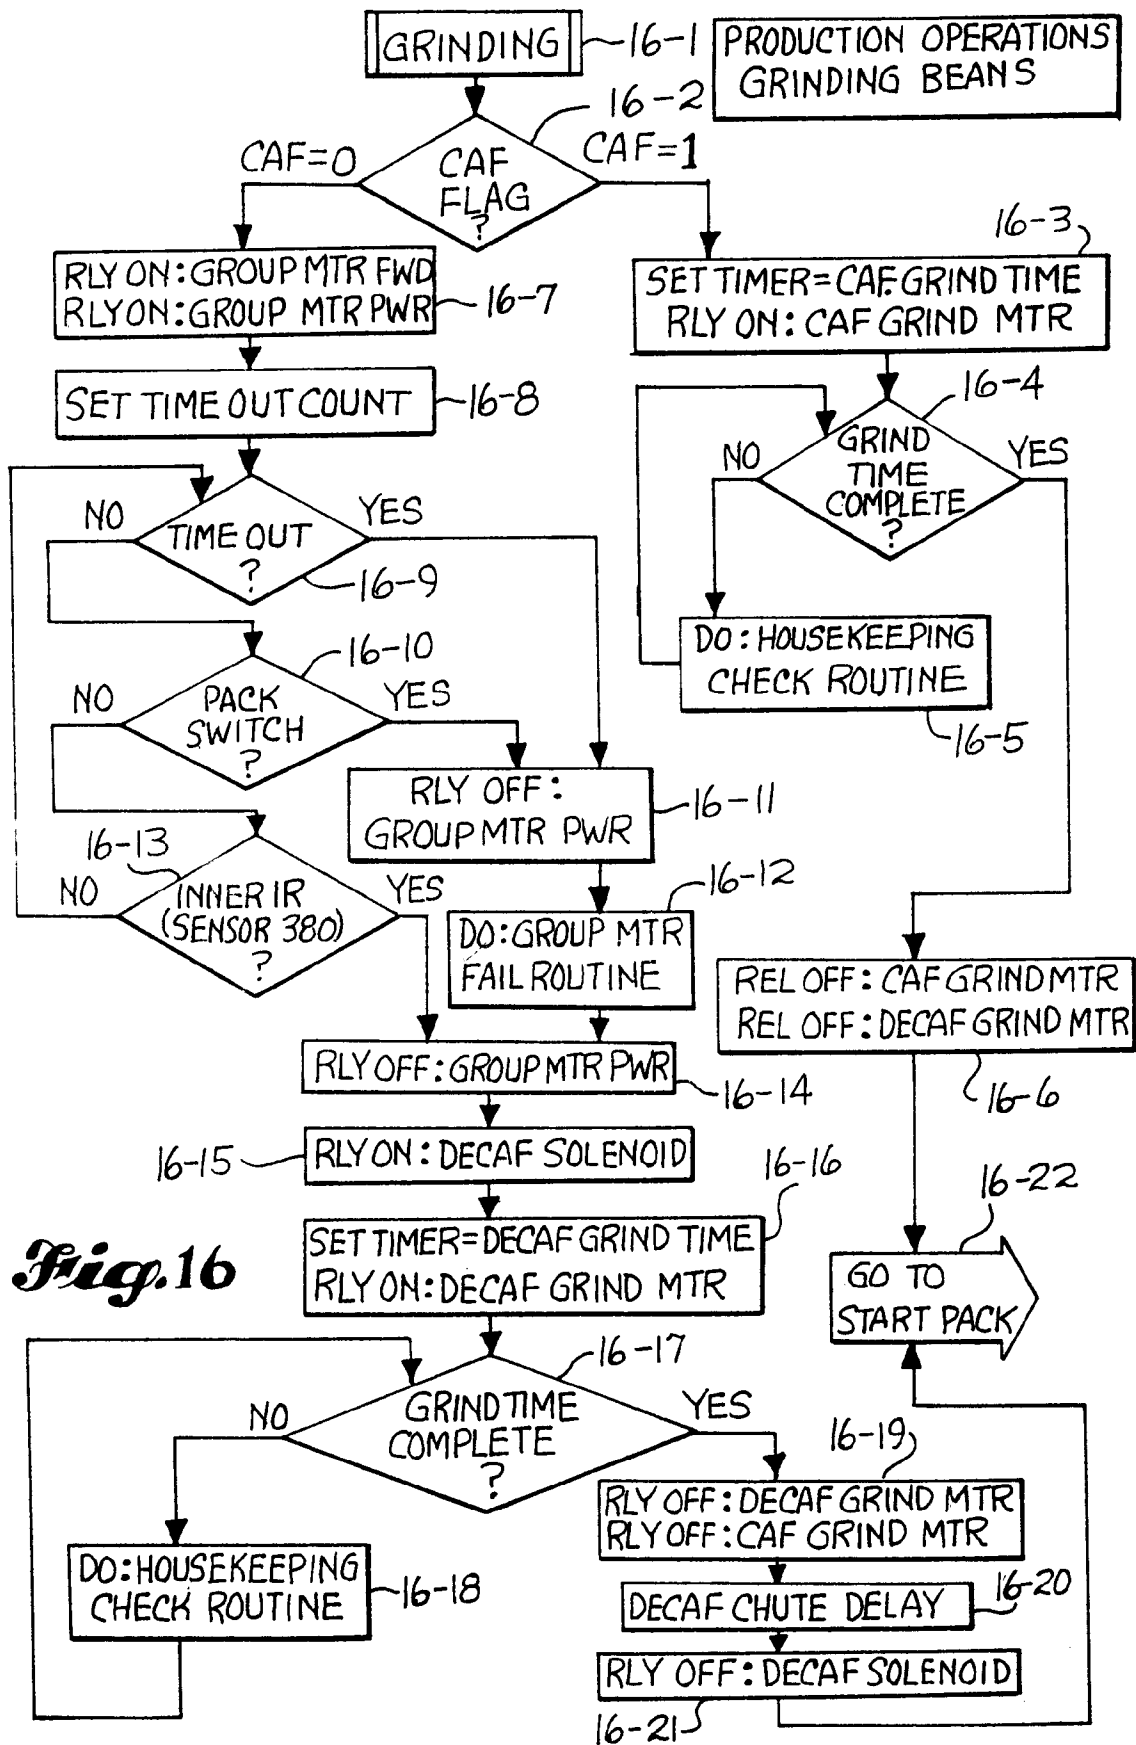 GRINDING
16-1
PRODUCTION OPERATIONS
GRINDING BEANS
16-2
CAF=0
CAF
FLAG
?
CAF=1
16-3
RLY ON:GROUP MTR FWD
RLY ON:GROUP MTR PWR
16-7
SET TIMER=CAF.GRIND TIME
RLY ON: CAF GRIND MTR
SET TIME OUT COUNT
16-8
16-4
NO
GRIND
TIME
COMPLETE
?
YES
NO
TIME OUT
?
YES
16-9
DO: HOUSEKEEPING
CHECK ROUTINE
16-5
16-10
NO
PACK
SWITCH
?
YES
RLY OFF:
GROUP MTR PWR
16-11
16-13
NO
INNER IR
(SENSOR 380)
?
YES
16-12
DO:GROUP MTR
FAIL ROUTINE
REL OFF: CAF GRIND MTR
REL OFF: DECAF GRIND MTR
16-6
RLY OFF:GROUP MTR PWR
16-14
16-15
RLY ON: DECAF SOLENOID
16-16
SET TIMER=DECAF GRIND TIME
RLY ON: DECAF GRIND MTR
16-22
GO TO
START PACK
Fig.16
16-17
NO
GRIND TIME
COMPLETE
?
YES
16-19
RLY OFF: DECAF GRIND MTR
RLY OFF: CAF GRIND MTR
DO: HOUSEKEEPING
CHECK ROUTINE
16-18
DECAF CHUTE DELAY
16-20
RLY OFF: DECAF SOLENOID
16-21